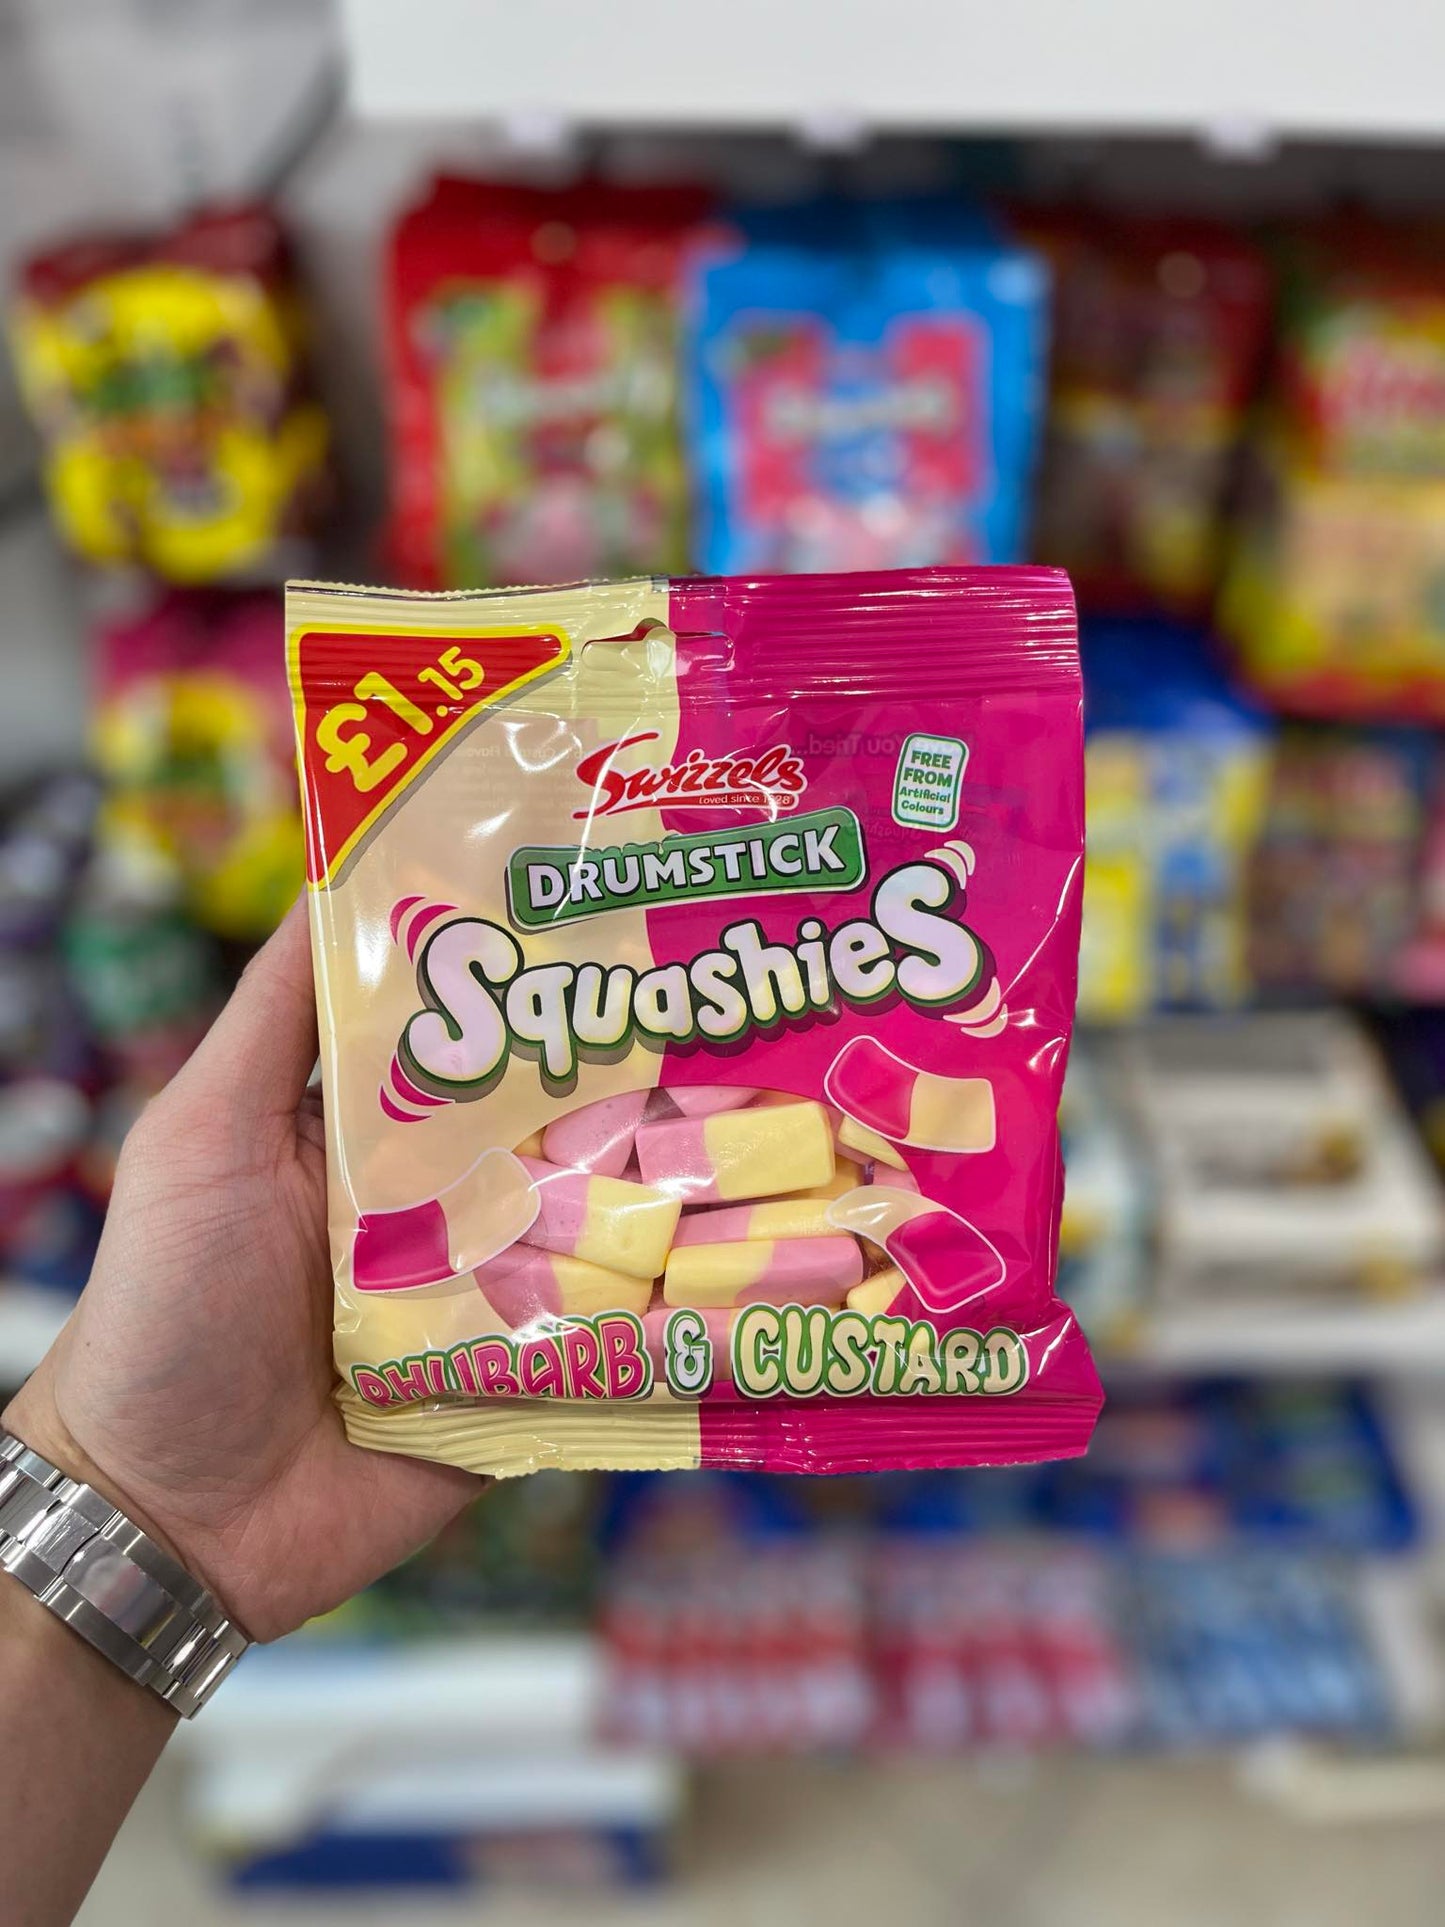 £1.15
Swizzels
Loved since 1928
FREE
FROM
Artificial
Colours
DRUMSTICK
Squashies
RHUBARB & CUSTARD